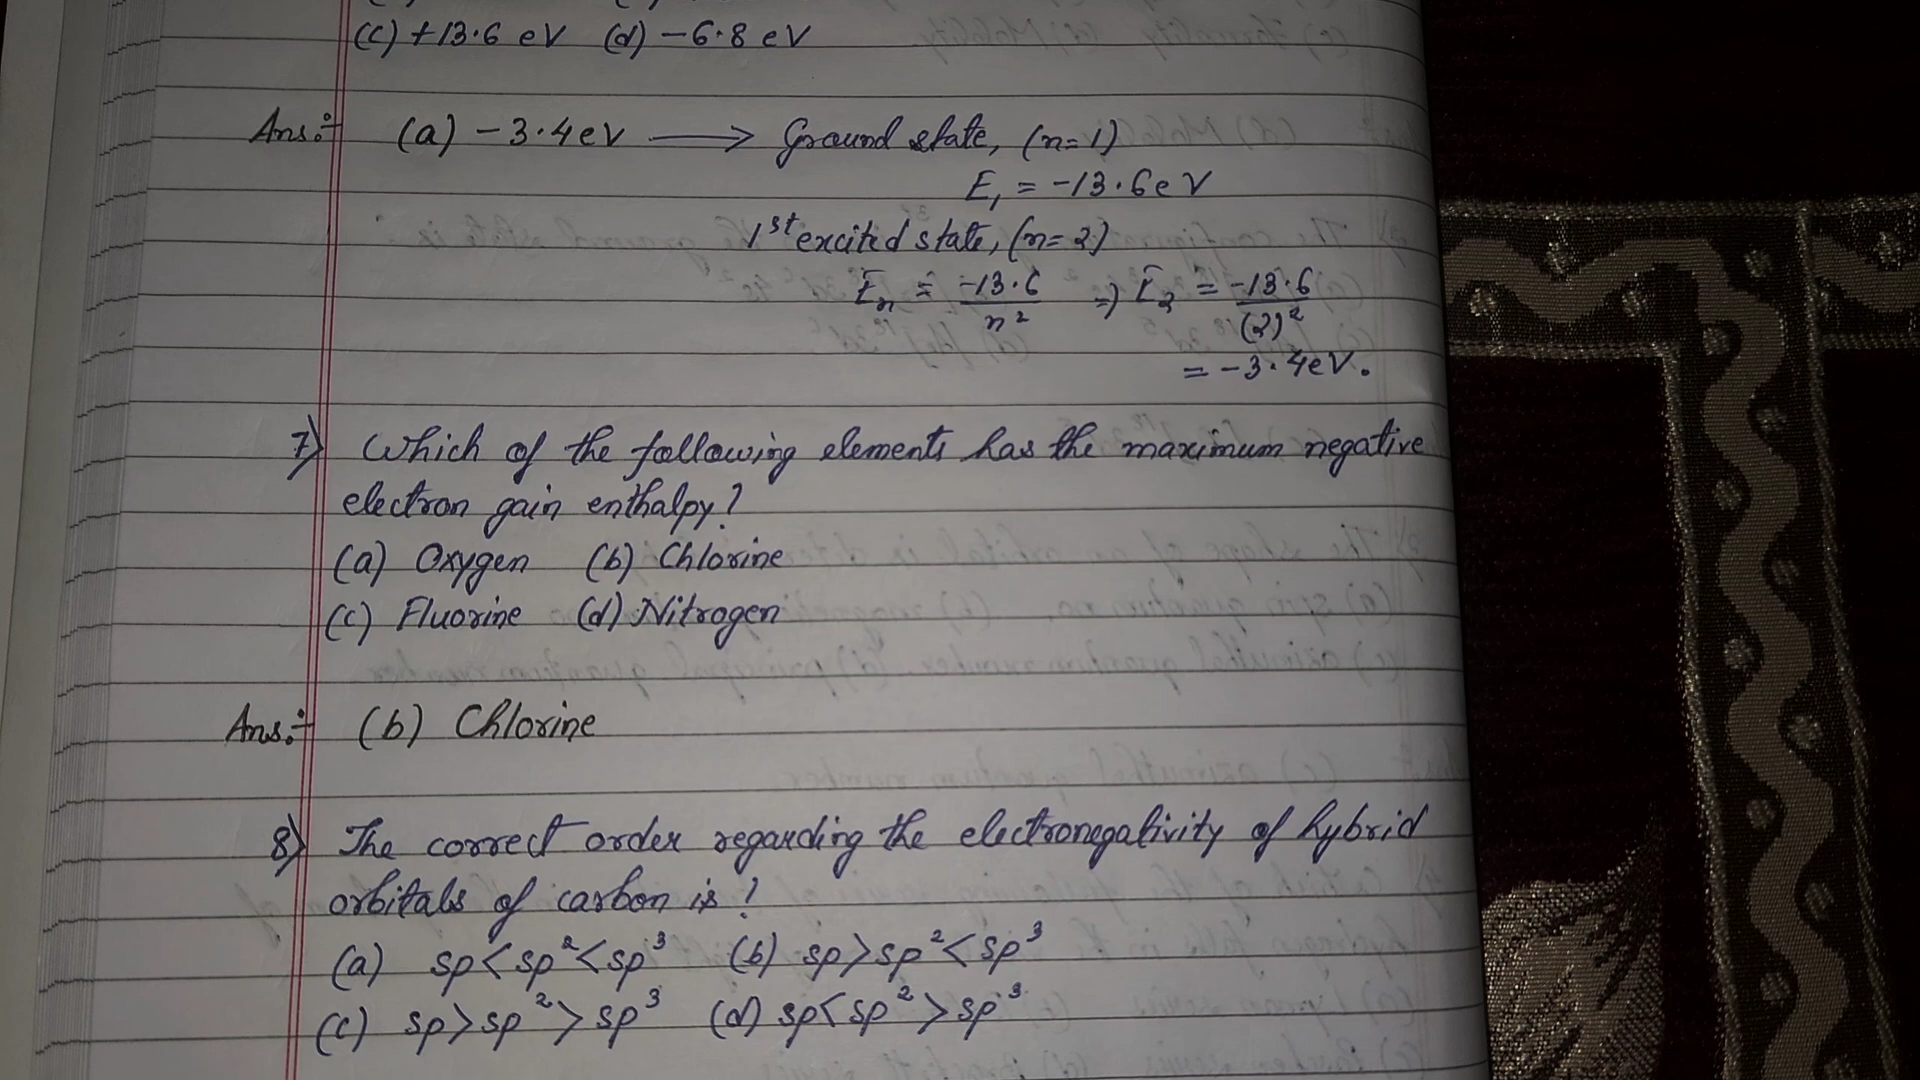 (c) +13.6 eV (d) -6.8 eV
Ans:- (a) -3.4eV ⟶ Ground state, (n=1)
E₁ = -13.6eV
1st excited state, (n=2)
Eₙ = -13.6/n² => E₂ = -13.6/(2)²
= -3.4eV.
7) Which of the following elements has the maximum negative
electron gain enthalpy?
(a) Oxygen (b) Chlorine
(c) Fluorine (d) Nitrogen
Ans:- (b) Chlorine
8) The correct order regarding the electronegativity of hybrid
orbitals of carbon is?
(a) sp<sp²<sp³ (b) sp>sp²<sp³
(c) sp>sp²>sp³ (d) sp<sp²>sp³